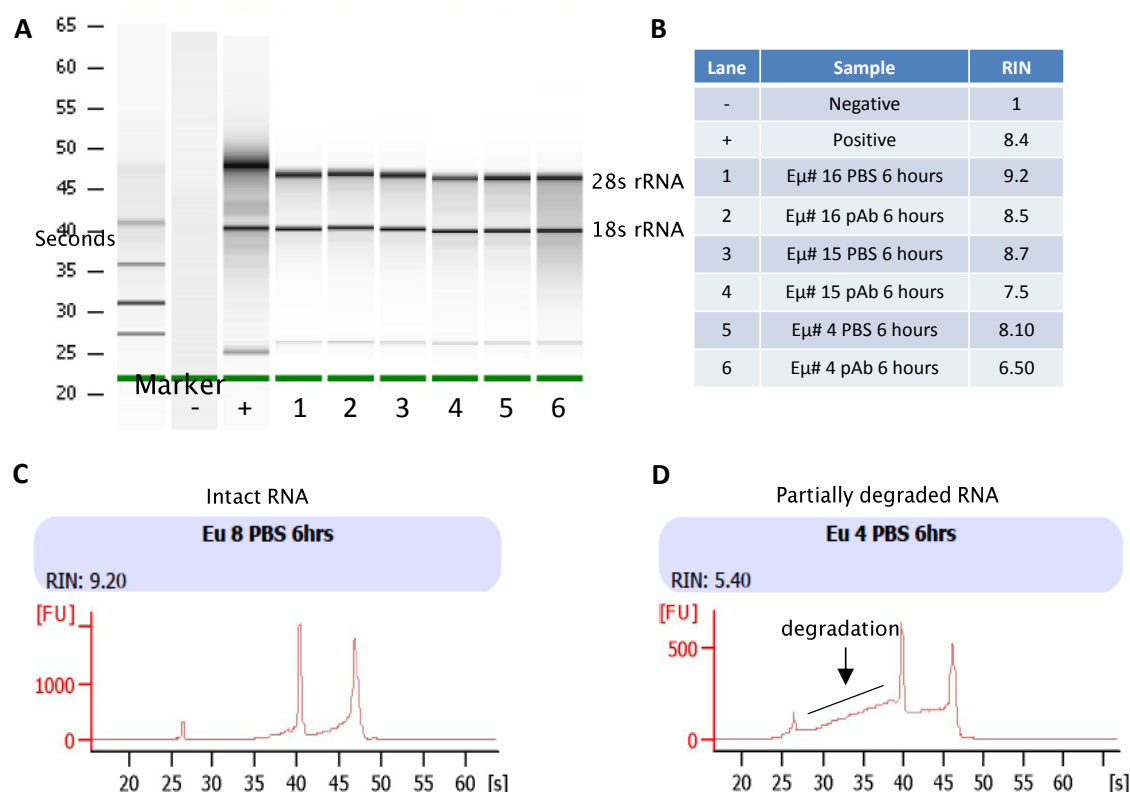 A
65
60
55
50
45
40
Seconds
35
30
25
20
Marker
- + 1 2 3 4 5 6
28s rRNA
18s rRNA
B
Lane Sample RIN
- Negative 1
+ Positive 8.4
1 Eμ# 16 PBS 6 hours 9.2
2 Eμ# 16 pAb 6 hours 8.5
3 Eμ# 15 PBS 6 hours 8.7
4 Eμ# 15 pAb 6 hours 7.5
5 Eμ# 4 PBS 6 hours 8.10
6 Eμ# 4 pAb 6 hours 6.50
C
Intact RNA
Eu 8 PBS 6hrs
RIN: 9.20
[FU]
1000
0
20 25 30 35 40 45 50 55 60 [s]
D
Partially degraded RNA
Eu 4 PBS 6hrs
RIN: 5.40
[FU]
degradation
500
0
20 25 30 35 40 45 50 55 60 [s]